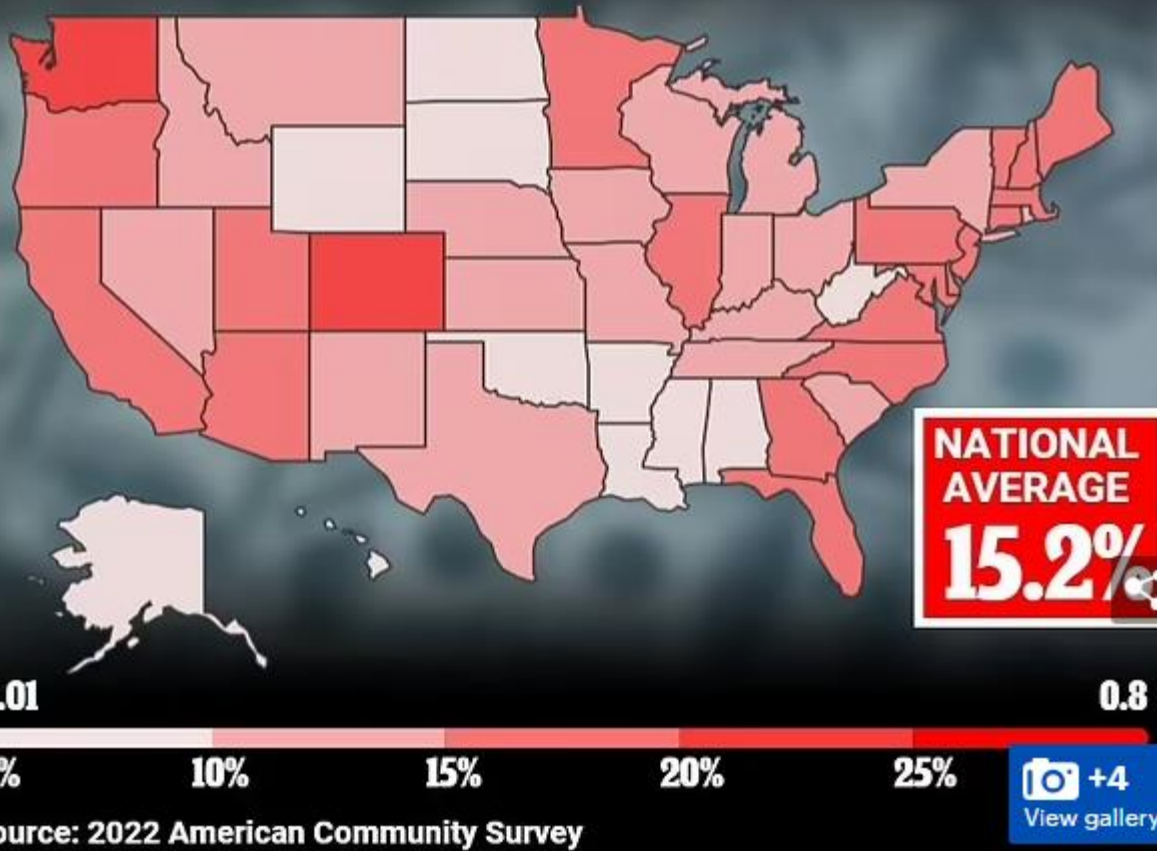 NATIONAL
AVERAGE
15.2%
.01
0.8
%
10%
15%
20%
25%
+4
View gallery
ource: 2022 American Community Survey